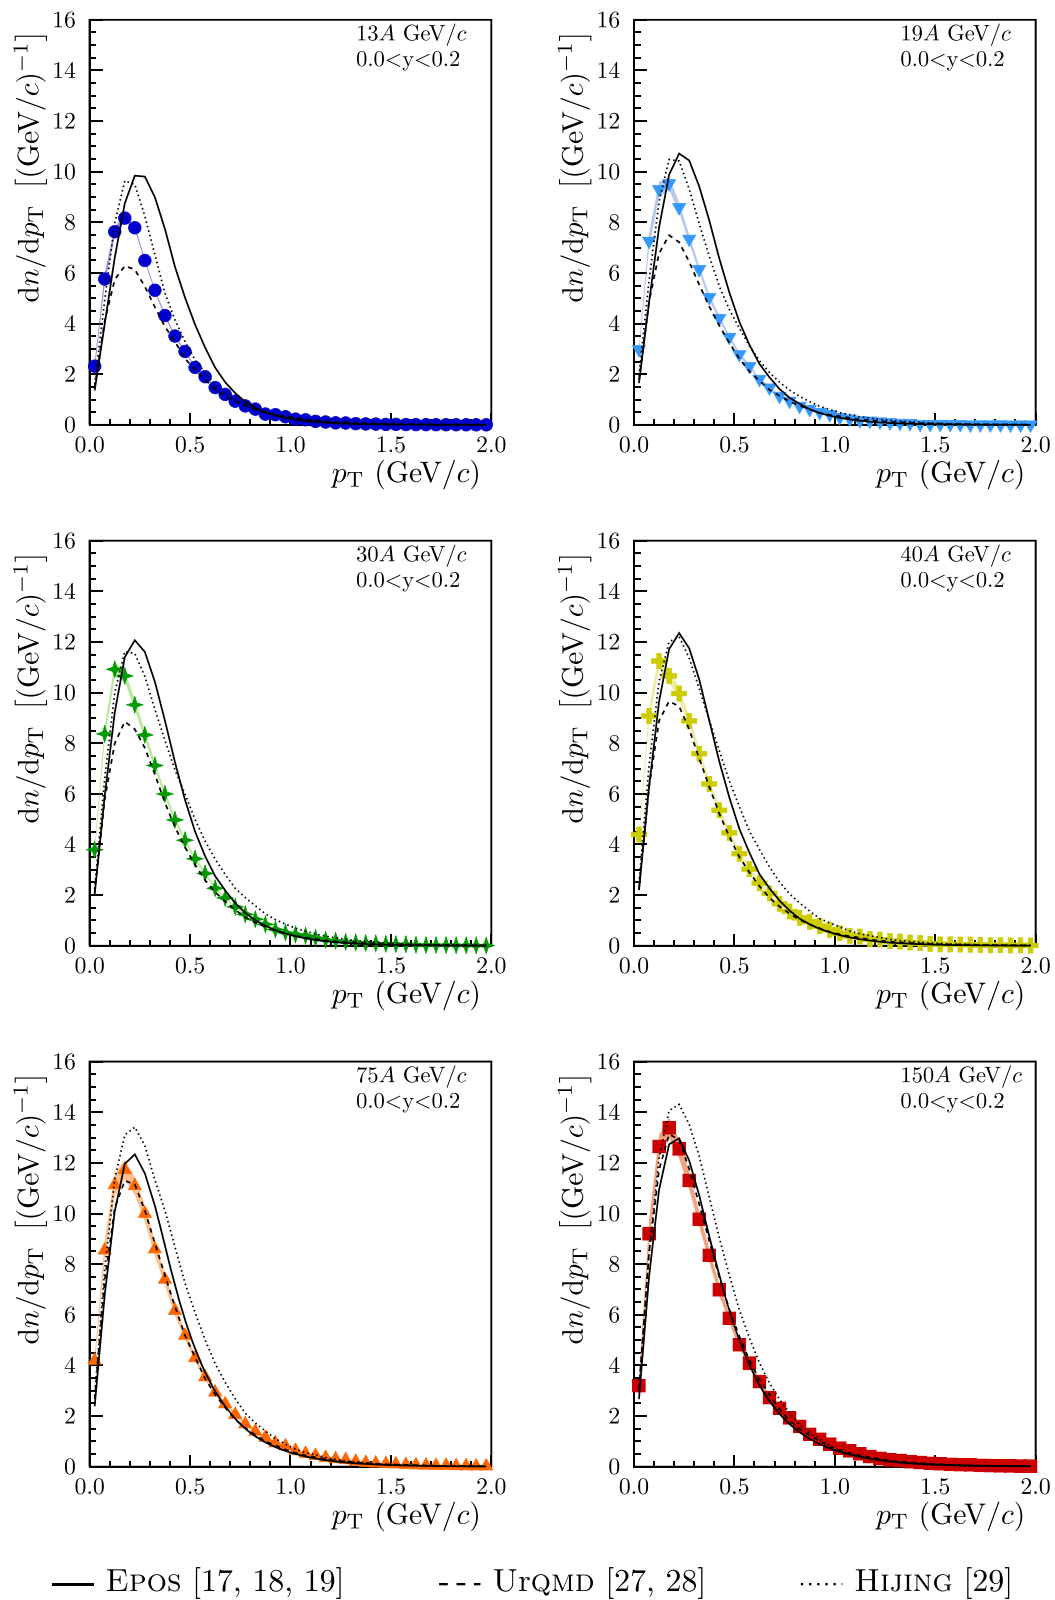 13A GeV/c
0.0<y<0.2
16
14
12
10
8
6
4
2
0
dn/dpT [(GeV/c)−1]
0.0 0.5 1.0 1.5 2.0
pT (GeV/c)
19A GeV/c
0.0<y<0.2
16
14
12
10
8
6
4
2
0
dn/dpT [(GeV/c)−1]
0.0 0.5 1.0 1.5 2.0
pT (GeV/c)
30A GeV/c
0.0<y<0.2
16
14
12
10
8
6
4
2
0
dn/dpT [(GeV/c)−1]
0.0 0.5 1.0 1.5 2.0
pT (GeV/c)
40A GeV/c
0.0<y<0.2
16
14
12
10
8
6
4
2
0
dn/dpT [(GeV/c)−1]
0.0 0.5 1.0 1.5 2.0
pT (GeV/c)
75A GeV/c
0.0<y<0.2
16
14
12
10
8
6
4
2
0
dn/dpT [(GeV/c)−1]
0.0 0.5 1.0 1.5 2.0
pT (GeV/c)
150A GeV/c
0.0<y<0.2
16
14
12
10
8
6
4
2
0
dn/dpT [(GeV/c)−1]
0.0 0.5 1.0 1.5 2.0
pT (GeV/c)
EPOS [17, 18, 19] URQMD [27, 28] HIJING [29]